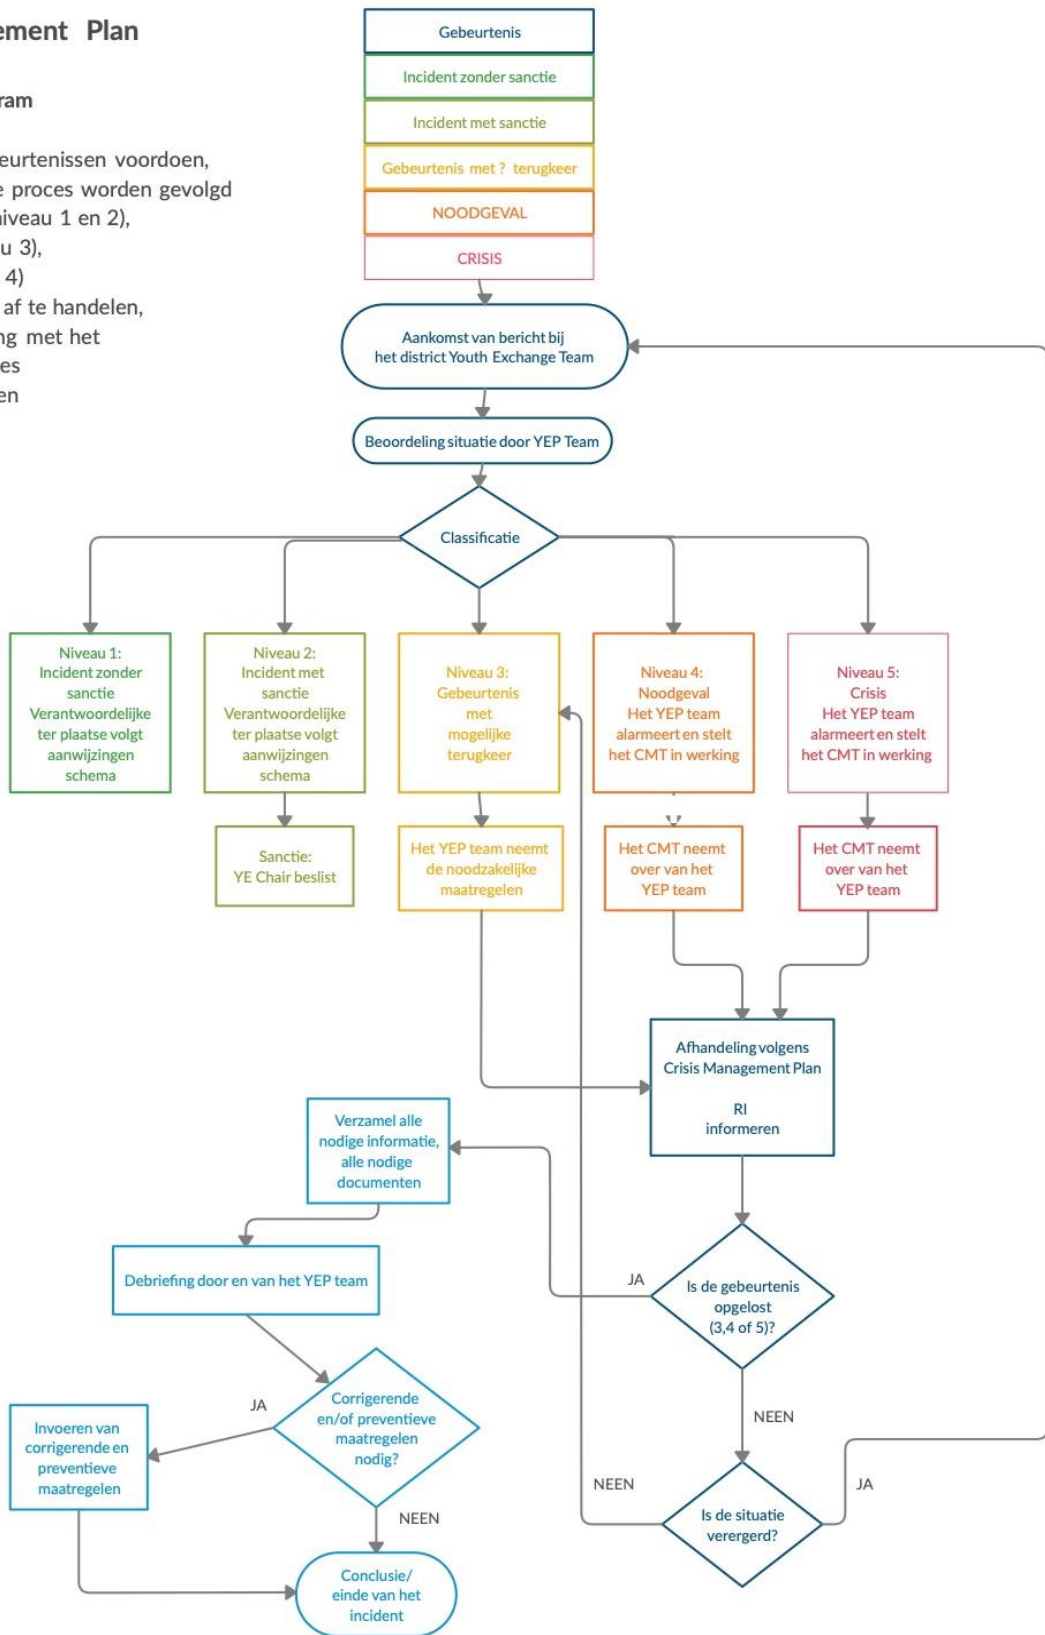 ement Plan
ram
eurtenissen voordoen,
e proces worden gevolgd
niveau 1 en 2),
u 3),
4)
af te handelen,
ng met het
es
en
Gebeurtenis
Incident zonder sanctie
Incident met sanctie
Gebeurtenis met ? terugkeer
NOODGEVAL
CRISIS
Aankomst van bericht bij
het district Youth Exchange Team
Beoordeling situatie door YEP Team
Classificatie
Niveau 1:
Incident zonder
sanctie
Verantwoordelijke
ter plaatse volgt
aanwijzingen
schema
Niveau 2:
Incident met
sanctie
Verantwoordelijke
ter plaatse volgt
aanwijzingen
schema
Niveau 3:
Gebeurtenis
met
mogelijke
terugkeer
Niveau 4:
Noodgeval
Het YEP team
alarmeert en stelt
het CMT in werking
Niveau 5:
Crisis
Het YEP team
alarmeert en stelt
het CMT in werking
Sanctie:
YE Chair beslist
Het YEP team neemt
de noodzakelijke
maatregelen
Het CMT neemt
over van het
YEP team
Het CMT neemt
over van het
YEP team
Afhandeling volgens
Crisis Management Plan
RI
informeren
Verzamel alle
nodige informatie,
alle nodige
documenten
Debriefing door en van het YEP team
JA
Is de gebeurtenis
opgelost
(3,4 of 5)?
JA
Corrigerende
en/of preventieve
maatregelen
nodig?
Invoeren van
corrigerende en
preventieve
maatregelen
NEEN
NEEN
NEEN
JA
Is de situatie
verergerd?
Conclusie/
einde van het
incident